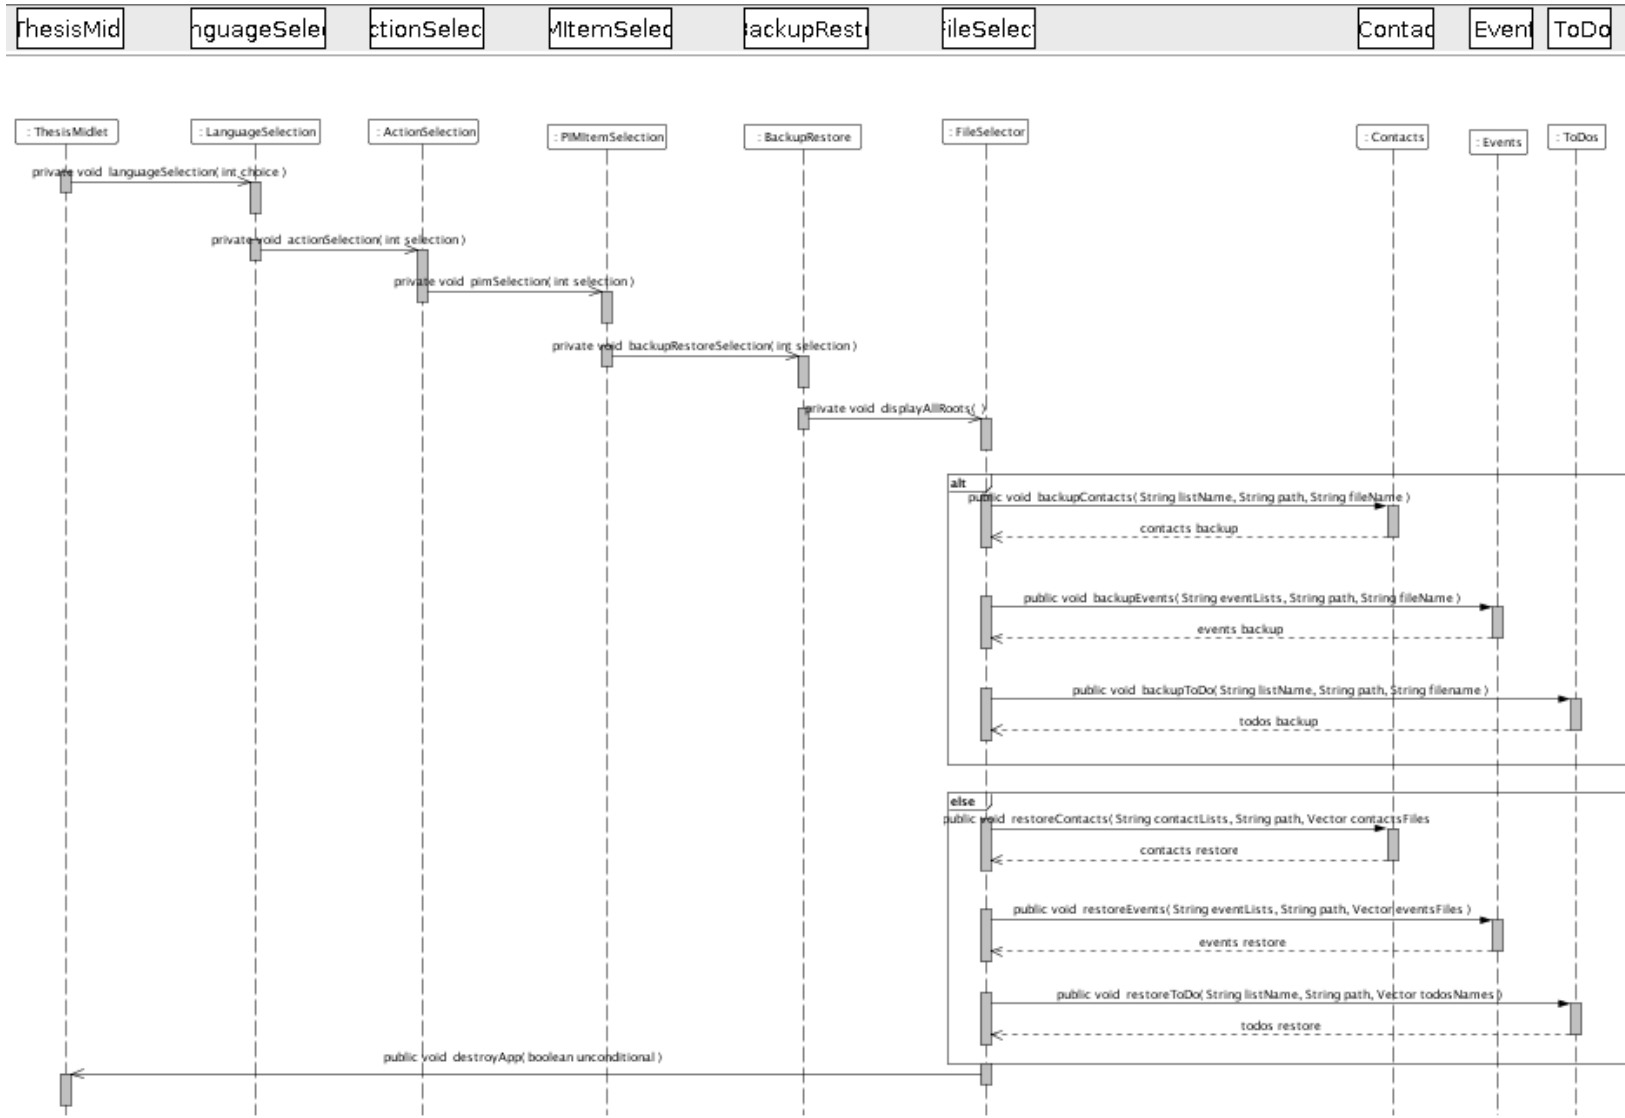 ThesisMid
nguageSele
ctionSelec
MItemSelec
BackupRest
ileSelec
Contac
Event
ToDo
: ThesisMidlet
: LanguageSelection
: ActionSelection
: PIMItemSelection
: BackupRestore
: FileSelector
: Contacts
: Events
: ToDos
private void languageSelection( int choice )
private void actionSelection( int selection )
private void pimSelection( int selection )
private void backupRestoreSelection( int selection )
private void displayAllRoots( )
alt
public void backupContacts( String listName, String path, String fileName )
contacts backup
public void backupEvents( String eventLists, String path, String fileName )
events backup
public void backupToDo( String listName, String path, String filename )
todos backup
else
public void restoreContacts( String contactLists, String path, Vector contactsFiles
contacts restore
public void restoreEvents( String eventLists, String path, Vector eventsFiles )
events restore
public void restoreToDo( String listName, String path, Vector todosNames )
todos restore
public void destroyApp( boolean unconditional )